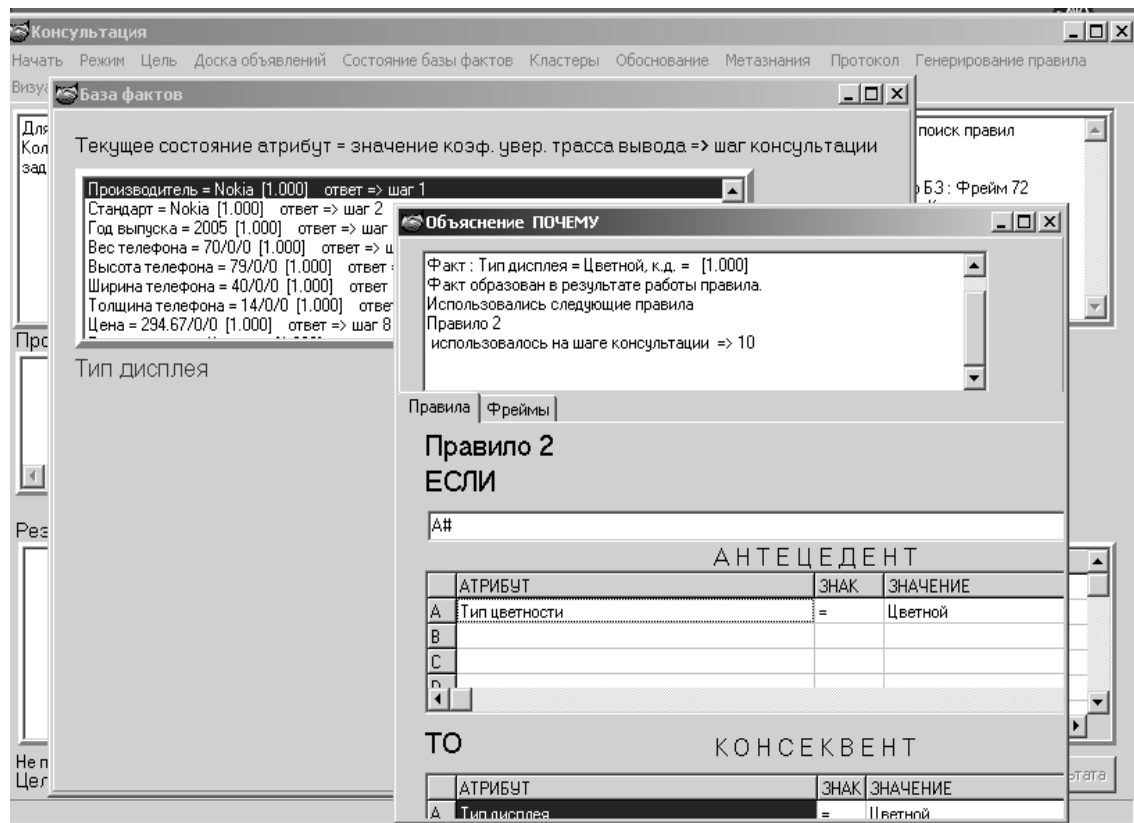 Консультация
Начать Режим Цель Доска объявлений Состояние базы фактов Кластеры Обоснование Метазнания Протокол Генерирование правила
База фактов
Текущее состояние атрибут = значение коэф. увер. трасса вывода => шаг консультации
Производитель = Nokia [1.000] ответ => шаг 1
Стандарт = Nokia [1.000] ответ => шаг 2
Год выпуска = 2005 [1.000] ответ => шаг
Вес телефона = 70/0/0 [1.000] ответ =>
Высота телефона = 79/0/0 [1.000] ответ
Ширина телефона = 40/0/0 [1.000] ответ
Толщина телефона = 14/0/0 [1.000]
Цена = 294.67/0/0 [1.000] ответ => шаг 8
Тип дисплея
поиск правил
БЗ : Фрейм 72
Объяснение ПОЧЕМУ
Факт : Тип дисплея = Цветной, к.д. = [1.000]
Факт образован в результате работы правила.
Использовались следующие правила
Правило 2
использовалось на шаге консультации => 10
Правила Фреймы
Правило 2
ЕСЛИ
A#
АНТЕЦЕДЕНТ
АТРИБУТ ЗНАК ЗНАЧЕНИЕ
A Тип цветности = Цветной
B
C
D
ТО КОНСЕКВЕНТ
АТРИБУТ ЗНАК ЗНАЧЕНИЕ
A Тип дисплея = Цветной